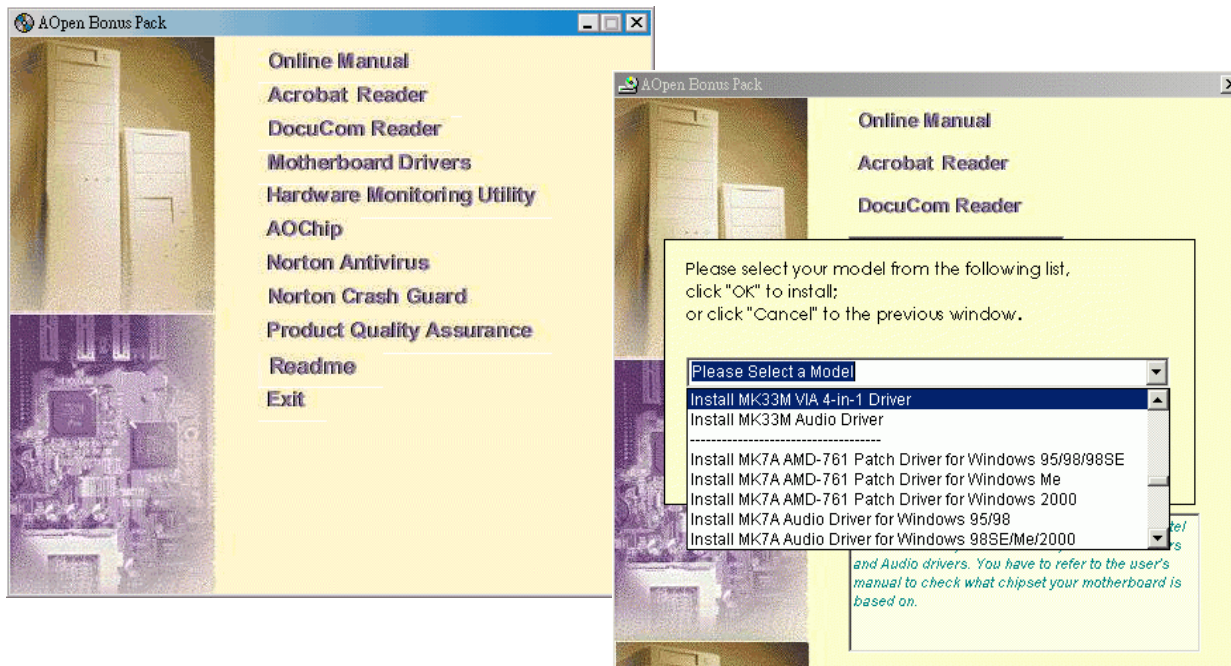 AOpen Bonus Pack
Online Manual
Acrobat Reader
DocuCom Reader
Motherboard Drivers
Hardware Monitoring Utility
AOChip
Norton Antivirus
Norton Crash Guard
Product Quality Assurance
Readme
Exit
AOpen Bonus Pack
Online Manual
Acrobat Reader
DocuCom Reader
Please select your model from the following list,
click "OK" to install;
or click "Cancel" to the previous window.
Please Select a Model
Install MK33M VIA 4-in-1 Driver
Install MK33M Audio Driver
------------------------------------
Install MK7A AMD-761 Patch Driver for Windows 95/98/98SE
Install MK7A AMD-761 Patch Driver for Windows Me
Install MK7A AMD-761 Patch Driver for Windows 2000
Install MK7A Audio Driver for Windows 95/98
Install MK7A Audio Driver for Windows 98SE/Me/2000
and Audio drivers. You have to refer to the user's
manual to check what chipset your motherboard is
based on.